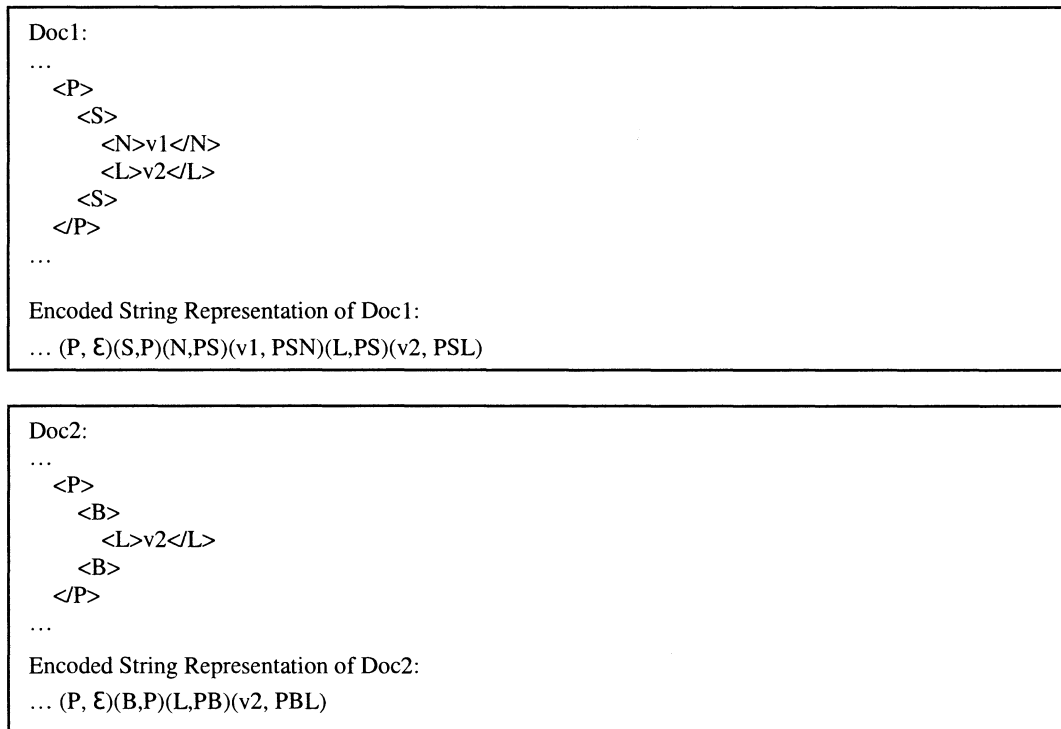 Doc1:
...
<P>
<S>
<N>v1</N>
<L>v2</L>
<S>
</P>
...
Encoded String Representation of Doc1:
... (P, Ɛ)(S,P)(N,PS)(v1, PSN)(L,PS)(v2, PSL)
Doc2:
...
<P>
<B>
<L>v2</L>
<B>
</P>
...
Encoded String Representation of Doc2:
... (P, Ɛ)(B,P)(L,PB)(v2, PBL)